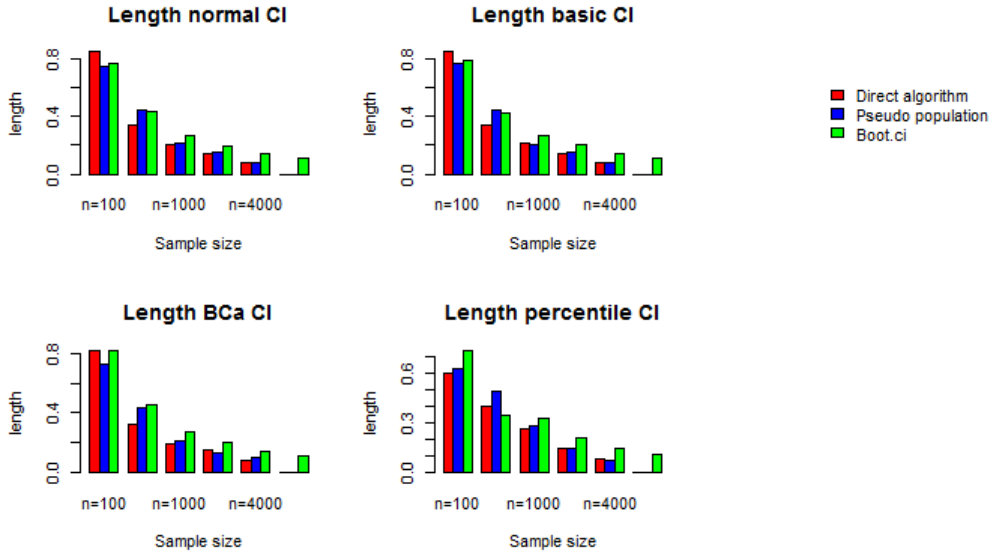 Length normal CI
length
0.0 0.4 0.8
n=100 n=1000 n=4000
Sample size
Length basic CI
length
0.0 0.4 0.8
n=100 n=1000 n=4000
Sample size
Direct algorithm
Pseudo population
Boot.ci
Length BCa CI
length
0.0 0.4 0.8
n=100 n=1000 n=4000
Sample size
Length percentile CI
length
0.0 0.3 0.6
n=100 n=1000 n=4000
Sample size